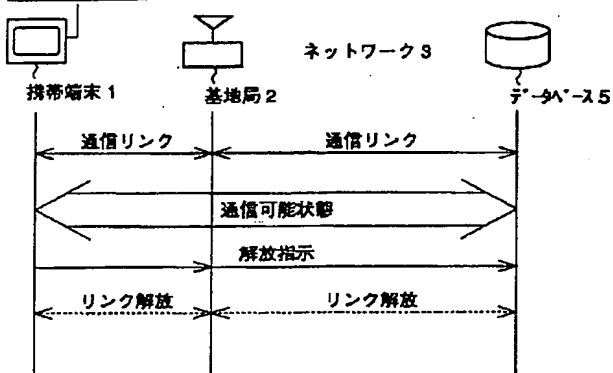 ネットワーク3
携帯端末1
基地局2
データベース5
通信リンク
通信リンク
通信可能状態
解放指示
リンク解放
リンク解放